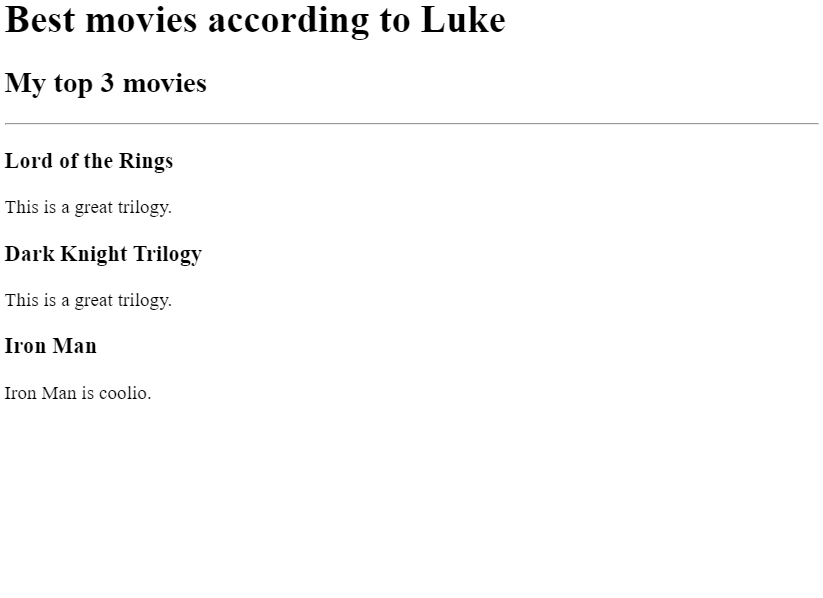 Best movies according to Luke
My top 3 movies
Lord of the Rings
This is a great trilogy.
Dark Knight Trilogy
This is a great trilogy.
Iron Man
Iron Man is coolio.